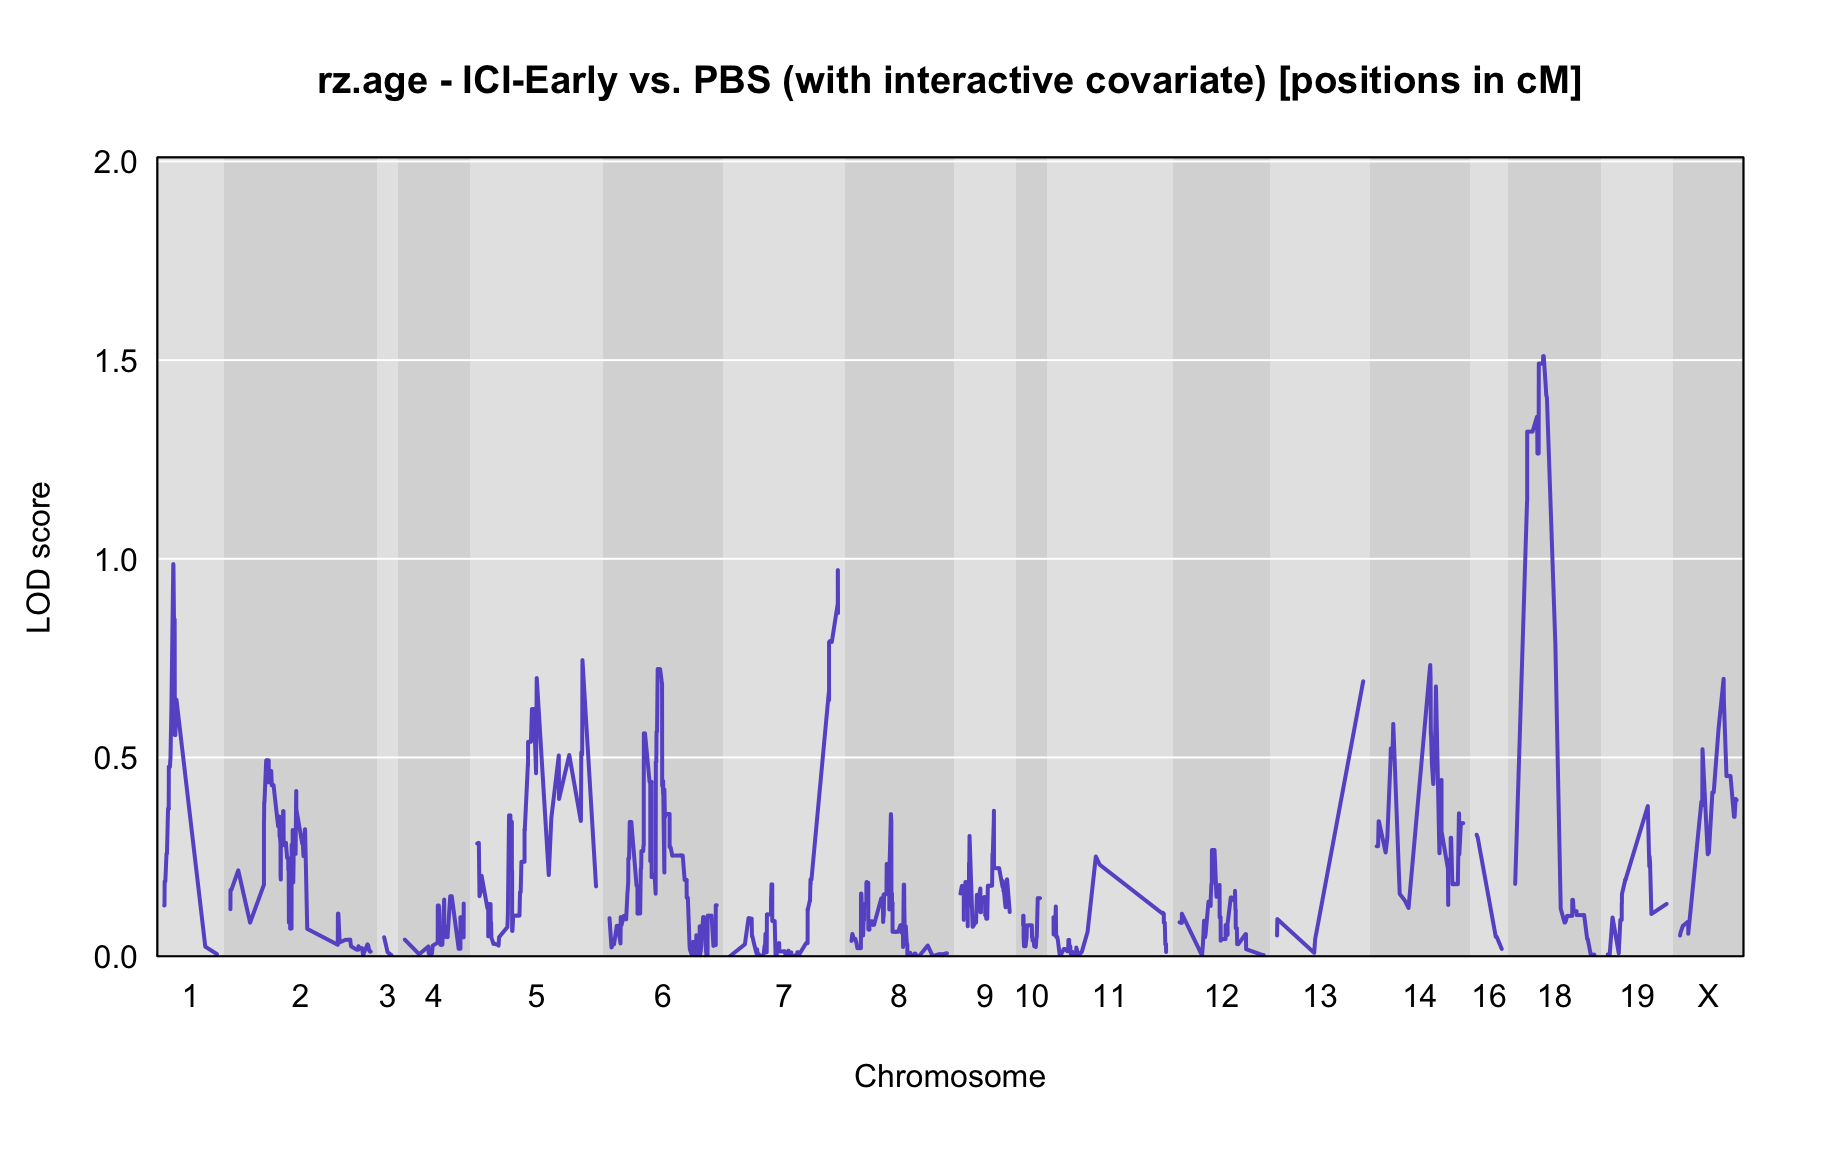 rz.age - ICI-Early vs. PBS (with interactive covariate) [positions in cM]
2.0
1.5
1.0
0.5
0.0
LOD score
1 2 3 4 5 6 7 8 9 10 11 12 13 14 16 18 19 X
Chromosome